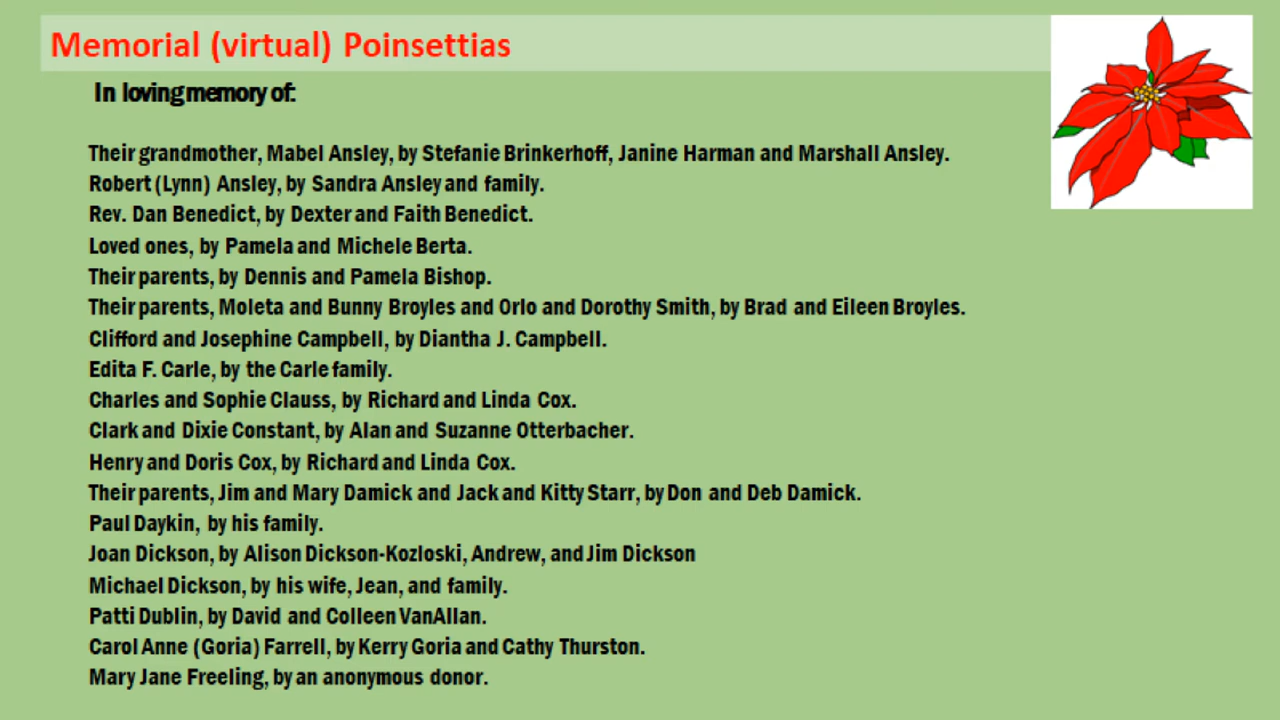 Memorial (virtual) Poinsettias
In loving memory of:
Their grandmother, Mabel Ansley, by Stefanie Brinkerhoff, Janine Harman and Marshall Ansley.
Robert (Lynn) Ansley, by Sandra Ansley and family.
Rev. Dan Benedict, by Dexter and Faith Benedict.
Loved ones, by Pamela and Michele Berta.
Their parents, by Dennis and Pamela Bishop.
Their parents, Moleta and Bunny Broyles and Orlo and Dorothy Smith, by Brad and Eileen Broyles.
Clifford and Josephine Campbell, by Diantha J. Campbell.
Edita F. Carle, by the Carle family.
Charles and Sophie Clauss, by Richard and Linda Cox.
Clark and Dixie Constant, by Alan and Suzanne Otterbacher.
Henry and Doris Cox, by Richard and Linda Cox.
Their parents, Jim and Mary Damick and Jack and Kitty Starr, by Don and Deb Damick.
Paul Daykin, by his family.
Joan Dickson, by Alison Dickson-Kozloski, Andrew, and Jim Dickson
Michael Dickson, by his wife, Jean, and family.
Patti Dublin, by David and Colleen VanAllan.
Carol Anne (Goria) Farrell, by Kerry Goria and Cathy Thurston.
Mary Jane Freeling, by an anonymous donor.